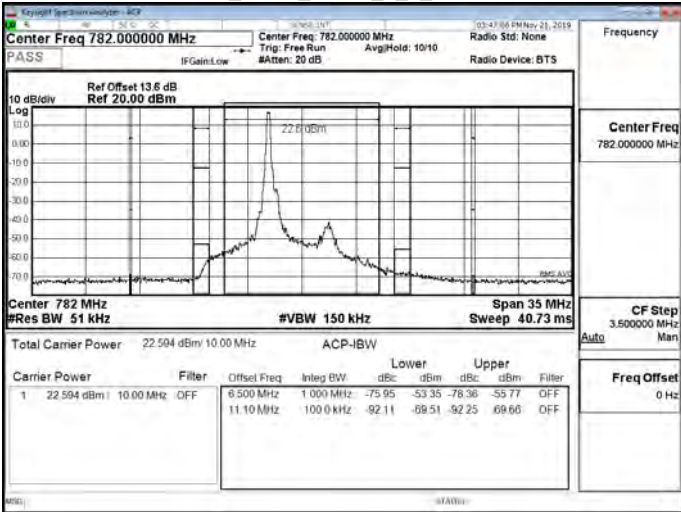 Keysight Spectrum Analyzer - ACP
SENSE:INT
03:47:06 PM Nov 21, 2019
Center Freq 782.000000 MHz
Center Freq: 782.000000 MHz
Radio Std: None
Frequency
PASS
IFGain:Low
Trig: Free Run
Avg|Hold: 10/10
#Atten: 20 dB
Radio Device: BTS
Ref Offset 13.6 dB
10 dB/div
Ref 20.00 dBm
Log
10.0
0.00
-10.0
-20.0
-30.0
-40.0
-50.0
-60.0
-70.0
22.6 dBm
RMS AVG
Center Freq
782.000000 MHz
Center 782 MHz
Span 35 MHz
#Res BW 51 kHz
#VBW 150 kHz
Sweep 40.73 ms
CF Step
3.500000 MHz
Auto Man
Total Carrier Power 22.594 dBm/ 10.00 MHz
ACP-IBW
Lower Upper
Carrier Power Filter
Offset Freq Integ BW dBc dBm dBc dBm Filter
1 22.594 dBm / 10.00 MHz OFF
6.500 MHz 1.000 MHz -75.95 -53.35 -78.36 -55.77 OFF
11.10 MHz 100.0 kHz -92.11 -69.51 -92.25 -69.66 OFF
Freq Offset
0 Hz
MSG
STATUS